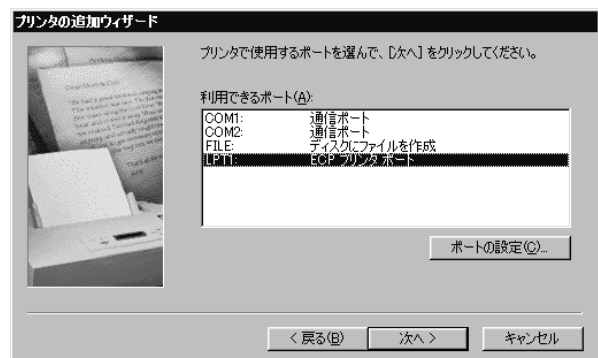 プリンタの追加ウィザード
プリンタで使用するポートを選んで、[次へ] をクリックしてください。
利用できるポート(A):
COM1: 通信ポート
COM2: 通信ポート
FILE: ディスクにファイルを作成
LPT1: ECP プリンタ ポート
ポートの設定(C)...
< 戻る(B)
次へ >
キャンセル